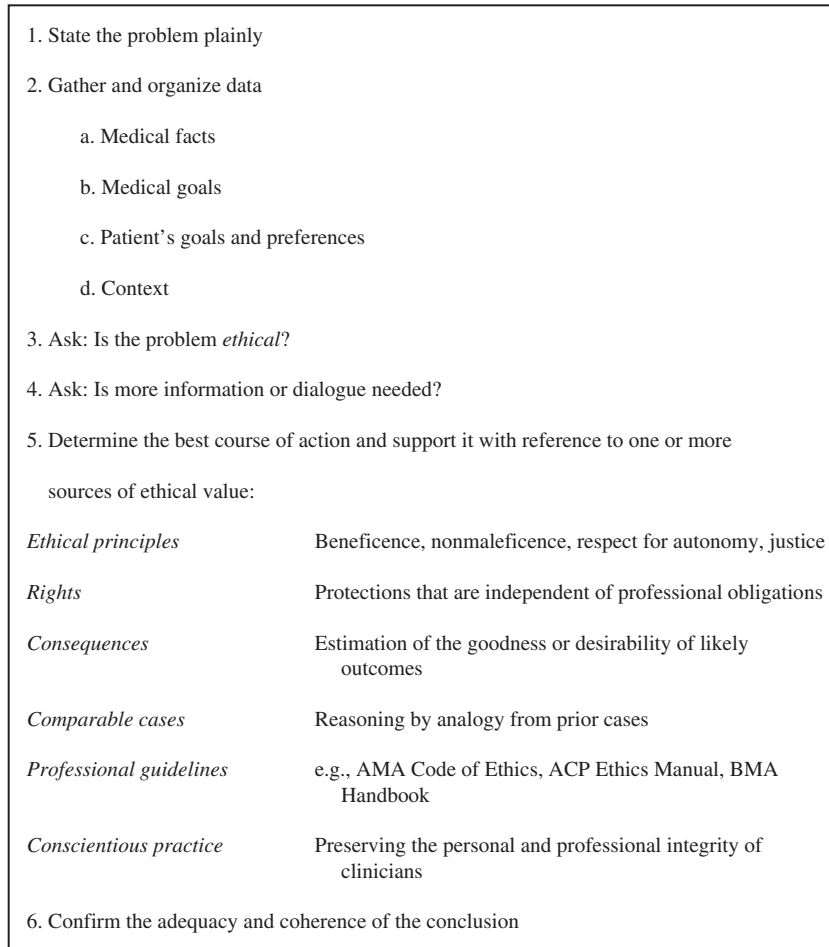 1. State the problem plainly
2. Gather and organize data
a. Medical facts
b. Medical goals
c. Patient's goals and preferences
d. Context
3. Ask: Is the problem ethical?
4. Ask: Is more information or dialogue needed?
5. Determine the best course of action and support it with reference to one or more
sources of ethical value:
Ethical principles Beneficence, nonmaleficence, respect for autonomy, justice
Rights Protections that are independent of professional obligations
Consequences Estimation of the goodness or desirability of likely
outcomes
Comparable cases Reasoning by analogy from prior cases
Professional guidelines e.g., AMA Code of Ethics, ACP Ethics Manual, BMA
Handbook
Conscientious practice Preserving the personal and professional integrity of
clinicians
6. Confirm the adequacy and coherence of the conclusion